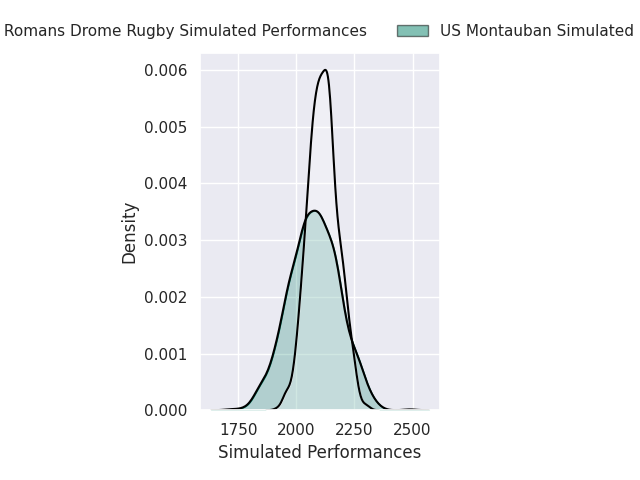 Romans Drome Rugby Simulated Performances
US Montauban Simulated
0.006
0.005
0.004
0.003
0.002
0.001
0.000
Density
1750
2000
2250
2500
Simulated Performances